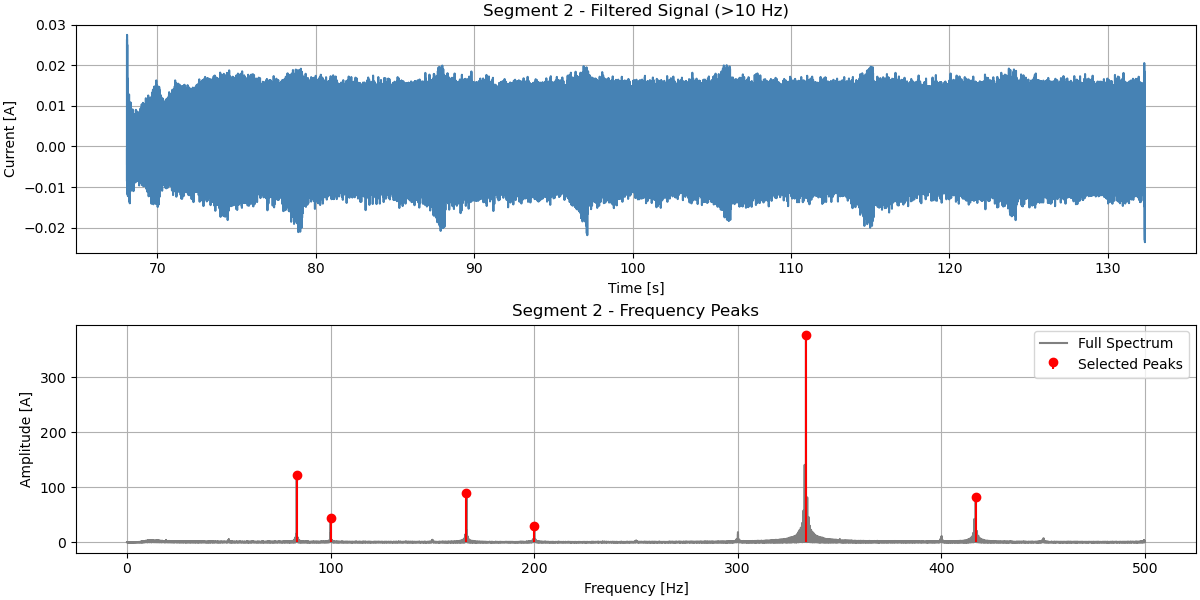 Segment 2 - Filtered Signal (>10 Hz)
0.03
0.02
0.01
0.00
−0.01
−0.02
Current [A]
70 80 90 100 110 120 130
Time [s]
Segment 2 - Frequency Peaks
Full Spectrum
Selected Peaks
300
200
100
0
Amplitude [A]
0 100 200 300 400 500
Frequency [Hz]